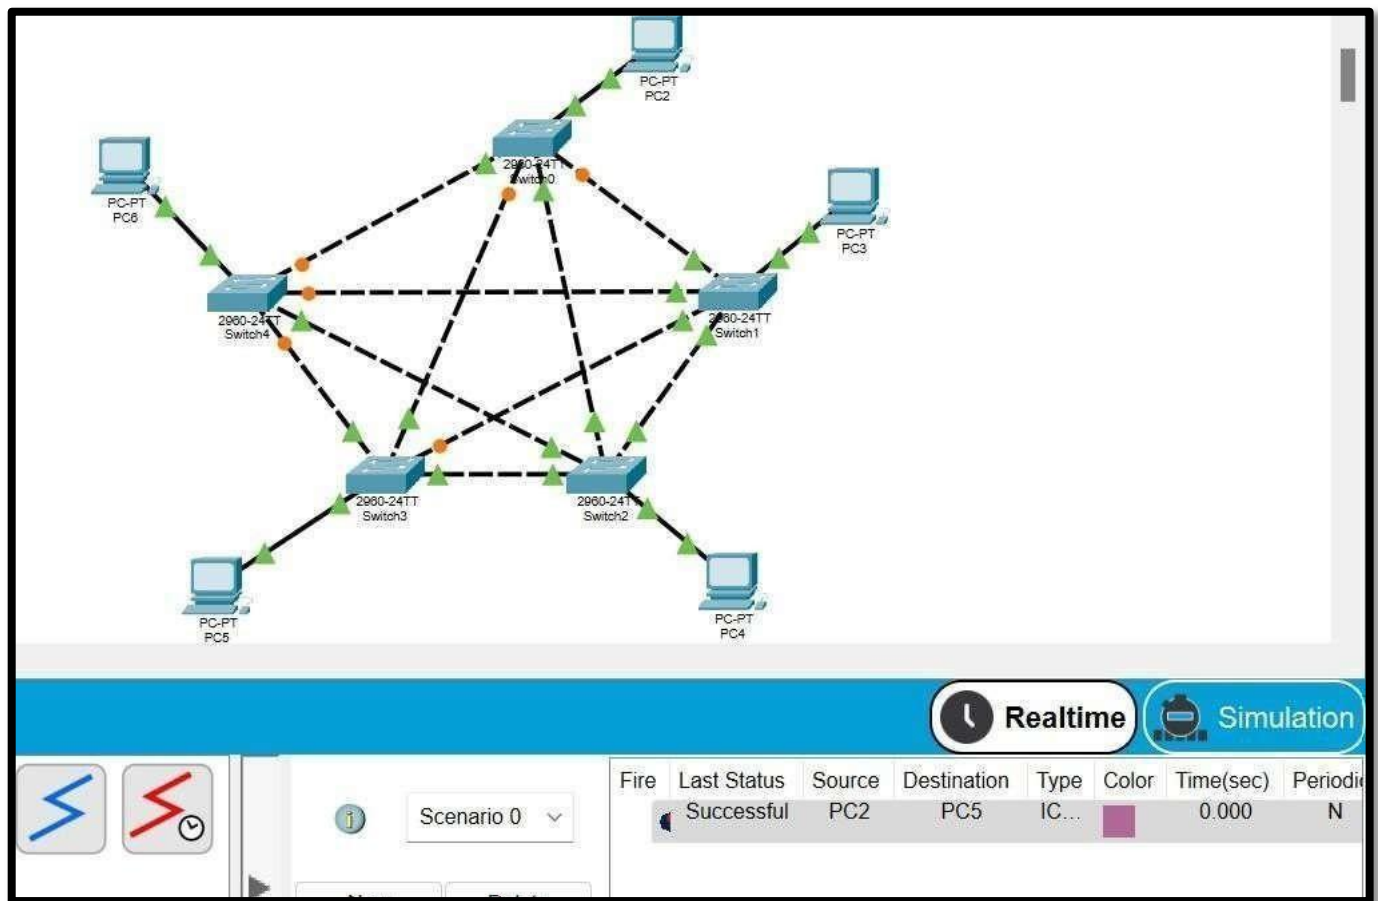 PC-PT
PC2
2960-24TT
Switch0
PC-PT
PC6
PC-PT
PC3
2960-24TT
Switch4
2960-24TT
Switch1
2960-24TT
Switch3
2960-24TT
Switch2
PC-PT
PC5
PC-PT
PC4
Realtime Simulation
Fire Last Status Source Destination Type Color Time(sec) Periodic
Successful PC2 PC5 IC... 0.000 N
Scenario 0